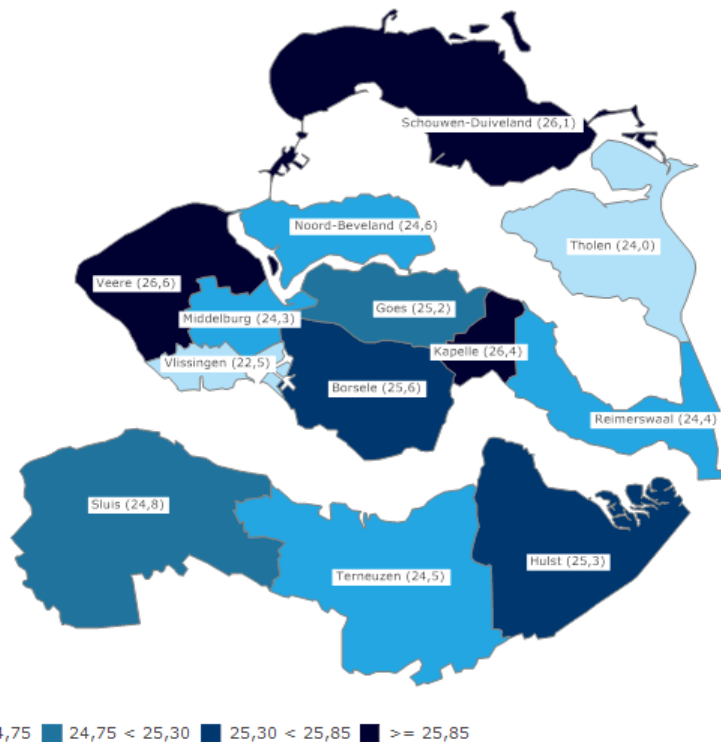 Schouwen-Duiveland (26,1)
Noord-Beveland (24,6)
Tholen (24,0)
Veere (26,6)
Goes (25,2)
Middelburg (24,3)
Kapelle (26,4)
Vlissingen (22,5)
Borsele (25,6)
Reimerswaal (24,4)
Sluis (24,8)
Hulst (25,3)
Terneuzen (24,5)
4,75 24,75 < 25,30 25,30 < 25,85 >= 25,85